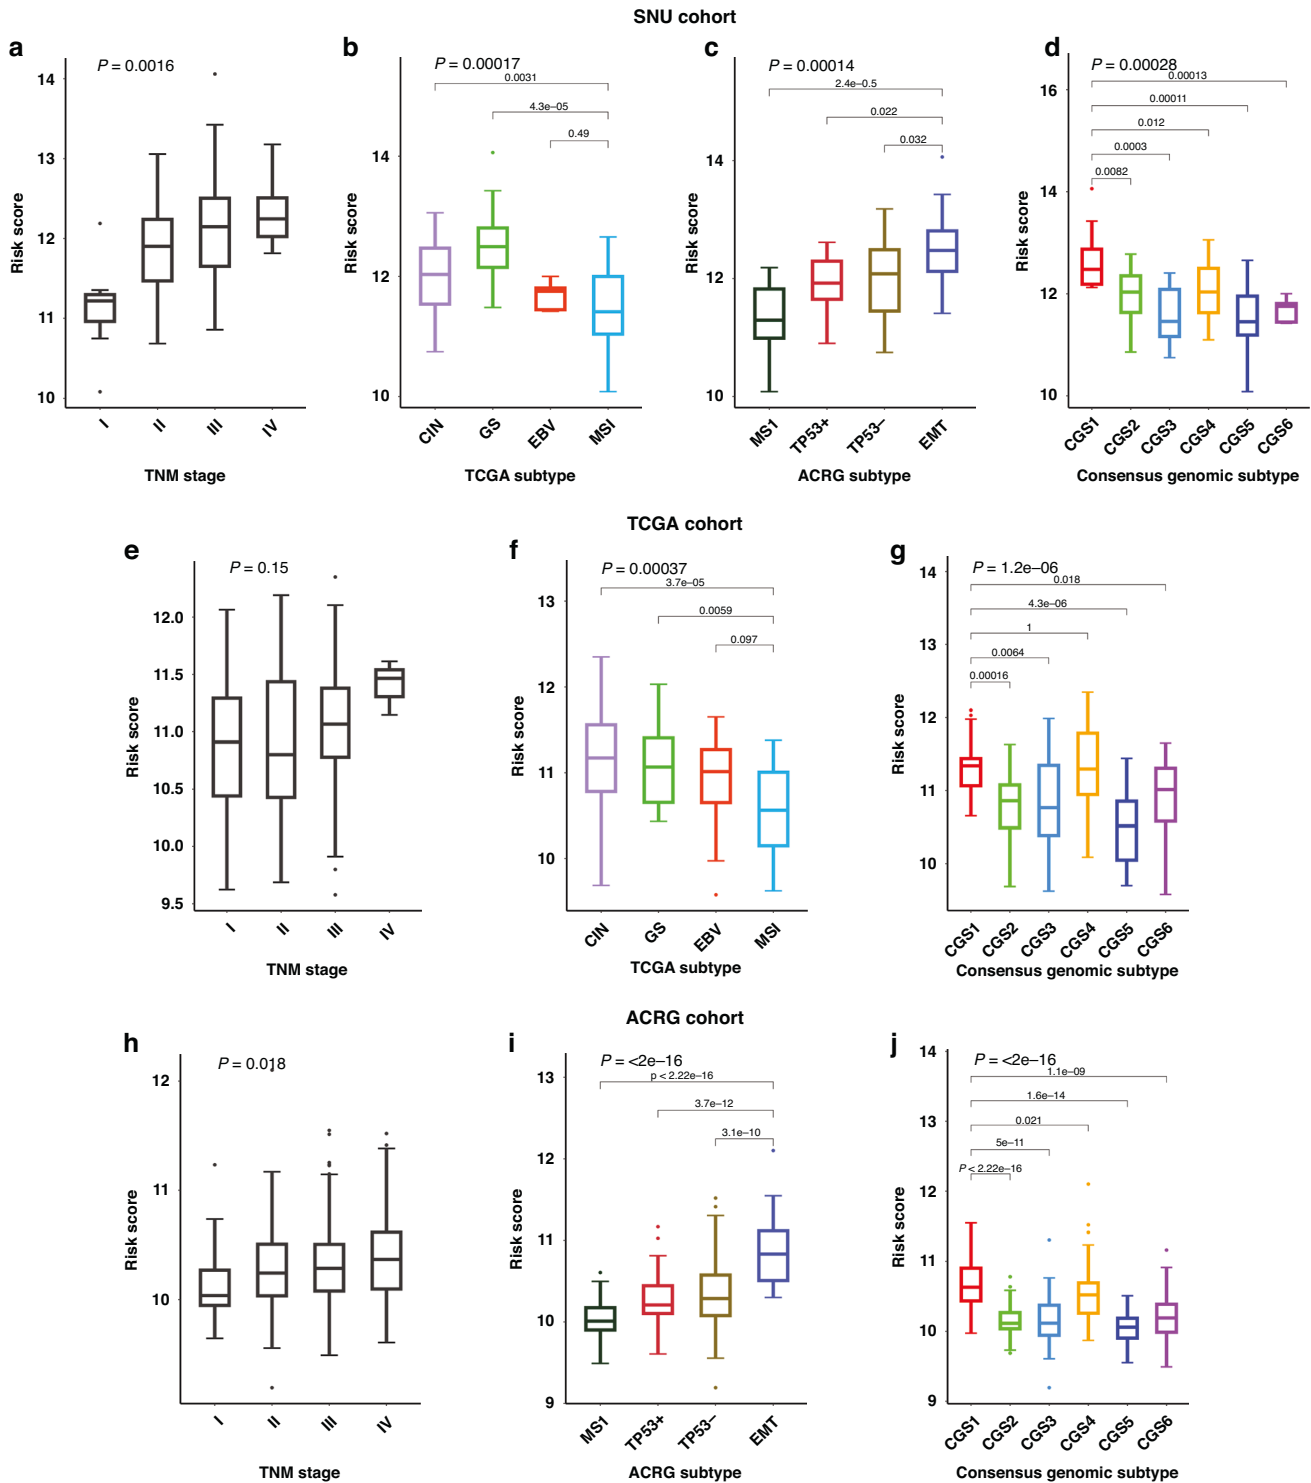 SNU cohort
a
P = 0.0016
14
13
12
11
10
Risk score
I
II
III
IV
TNM stage
b
P = 0.00017
0.0031
4.3e–05
0.49
14
12
10
Risk score
CIN
GS
EBV
MSI
TCGA subtype
c
P = 0.00014
2.4e–0.5
0.022
0.032
14
12
10
Risk score
MS1
TP53+
TP53–
EMT
ACRG subtype
d
P = 0.00028
0.00013
0.00011
0.012
0.0003
0.0082
16
14
12
10
Risk score
CGS1
CGS2
CGS3
CGS4
CGS5
CGS6
Consensus genomic subtype
TCGA cohort
e
P = 0.15
12.0
11.5
11.0
10.5
10.0
9.5
Risk score
I
II
III
IV
TNM stage
f
P = 0.00037
3.7e–05
0.0059
0.097
13
12
11
10
Risk score
CIN
GS
EBV
MSI
TCGA subtype
g
P = 1.2e–06
0.018
4.3e–06
1
0.0064
0.00016
14
13
12
11
10
Risk score
CGS1
CGS2
CGS3
CGS4
CGS5
CGS6
Consensus genomic subtype
ACRG cohort
h
P = 0.018
12
11
10
Risk score
I
II
III
IV
TNM stage
i
P = <2e–16
p < 2.22e–16
3.7e–12
3.1e–10
13
12
11
10
9
Risk score
MS1
TP53+
TP53–
EMT
ACRG subtype
j
P = <2e–16
1.1e–09
1.6e–14
0.021
5e–11
P < 2.22e–16
14
13
12
11
10
9
Risk score
CGS1
CGS2
CGS3
CGS4
CGS5
CGS6
Consensus genomic subtype